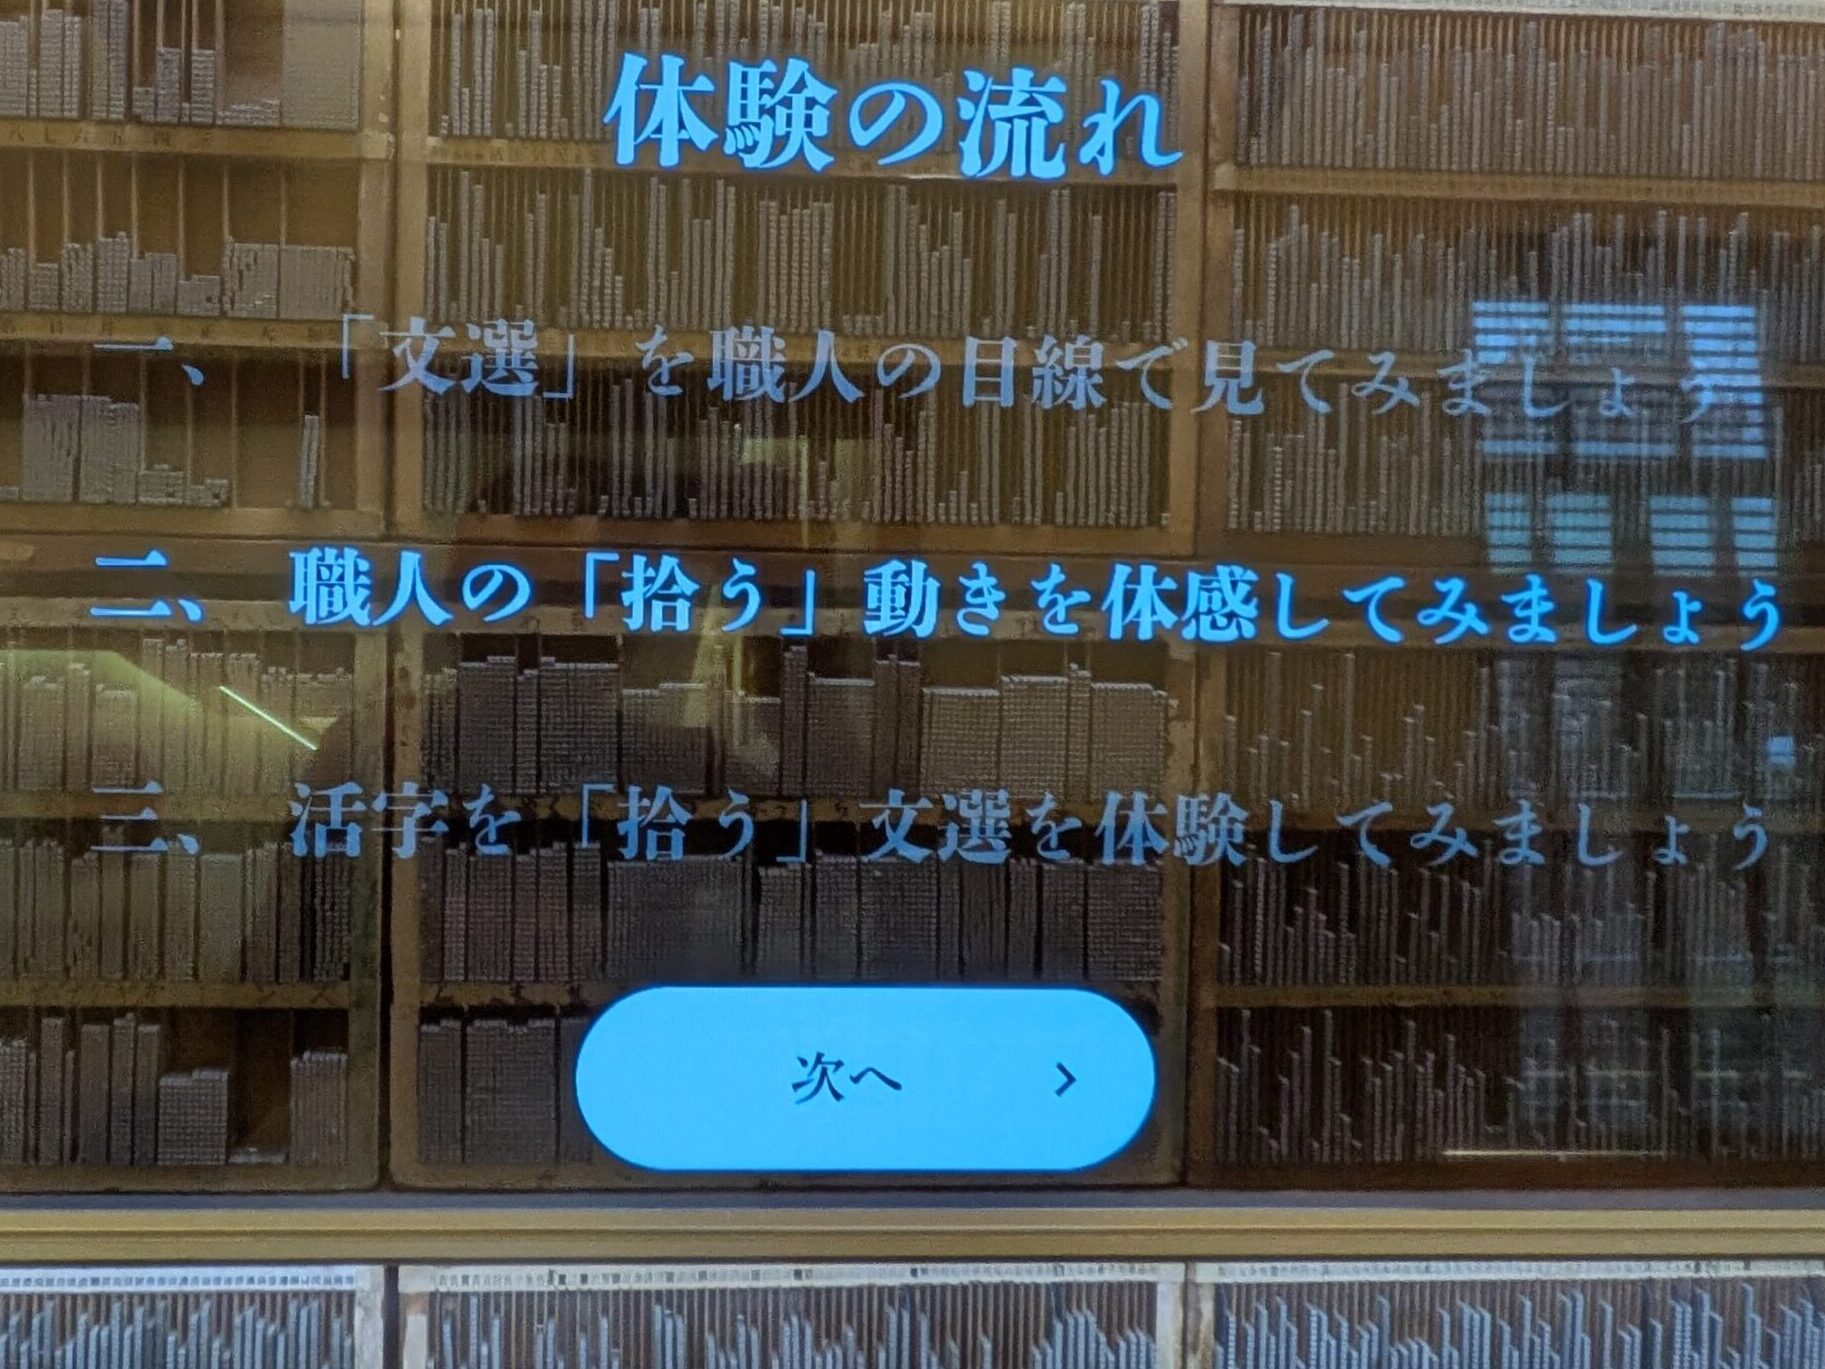 体験の流れ
一、「文選」を職人の目線で見てみましょう
二、職人の「拾う」動きを体感してみましょう
三、活字を「拾う」文選を体験してみましょう
次へ